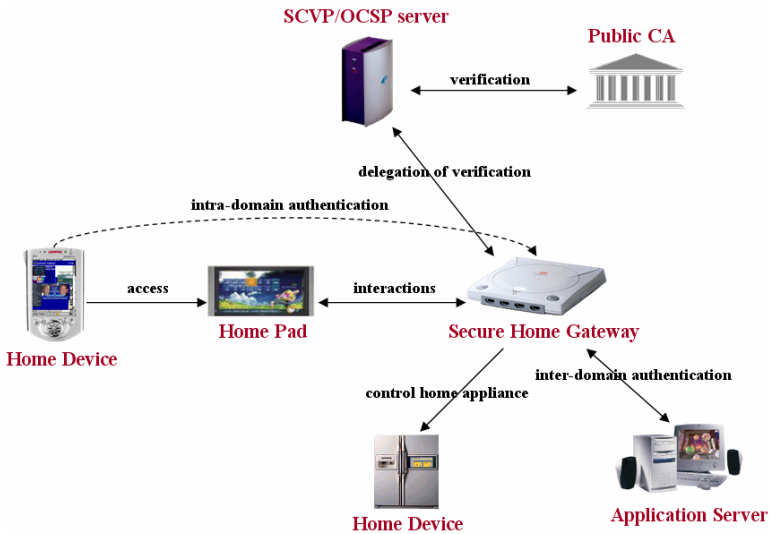 SCVP/OCSP server
Public CA
verification
delegation of verification
intra-domain authentication
access
interactions
Home Pad
Secure Home Gateway
Home Device
inter-domain authentication
control home appliance
Home Device
Application Server